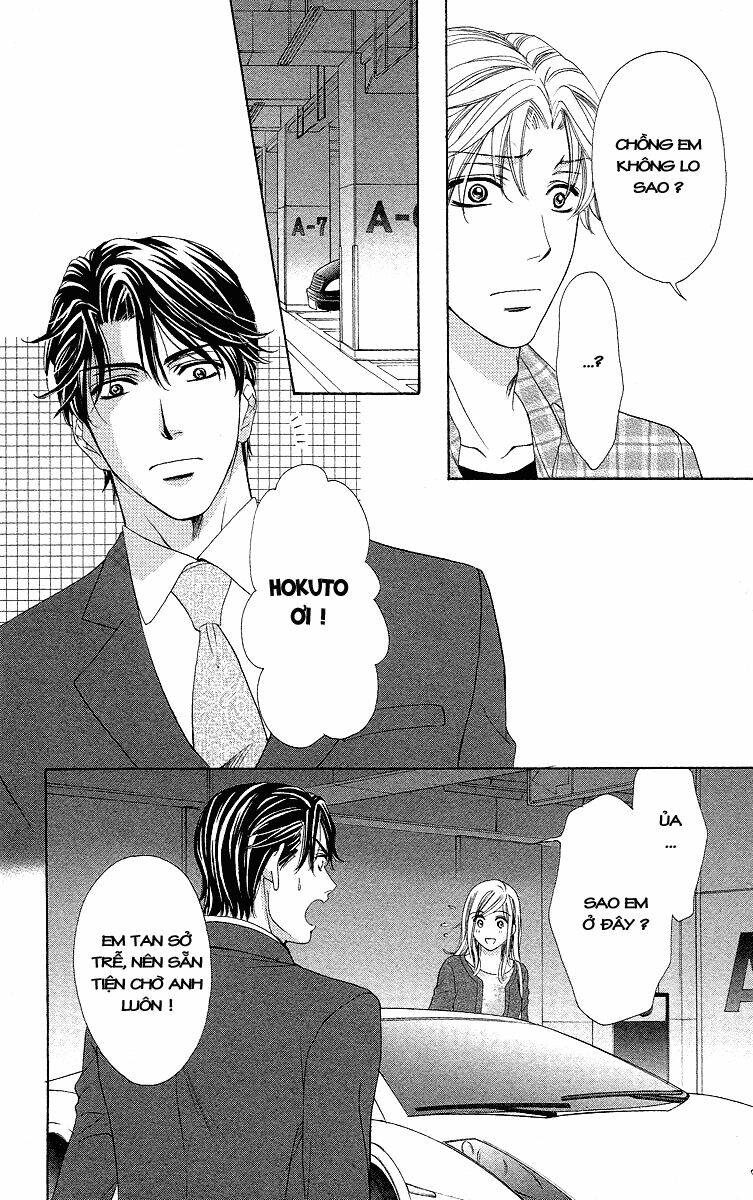 CHỒNG EM
KHÔNG LO
SAO ?
...?
A-7
A-6
HOKUTO
ƠI !
ỦA
...
SAO EM
Ở ĐÂY ?
EM TAN SỞ
TRỄ, NÊN SẴN
TIỆN CHỜ ANH
LUÔN !
A